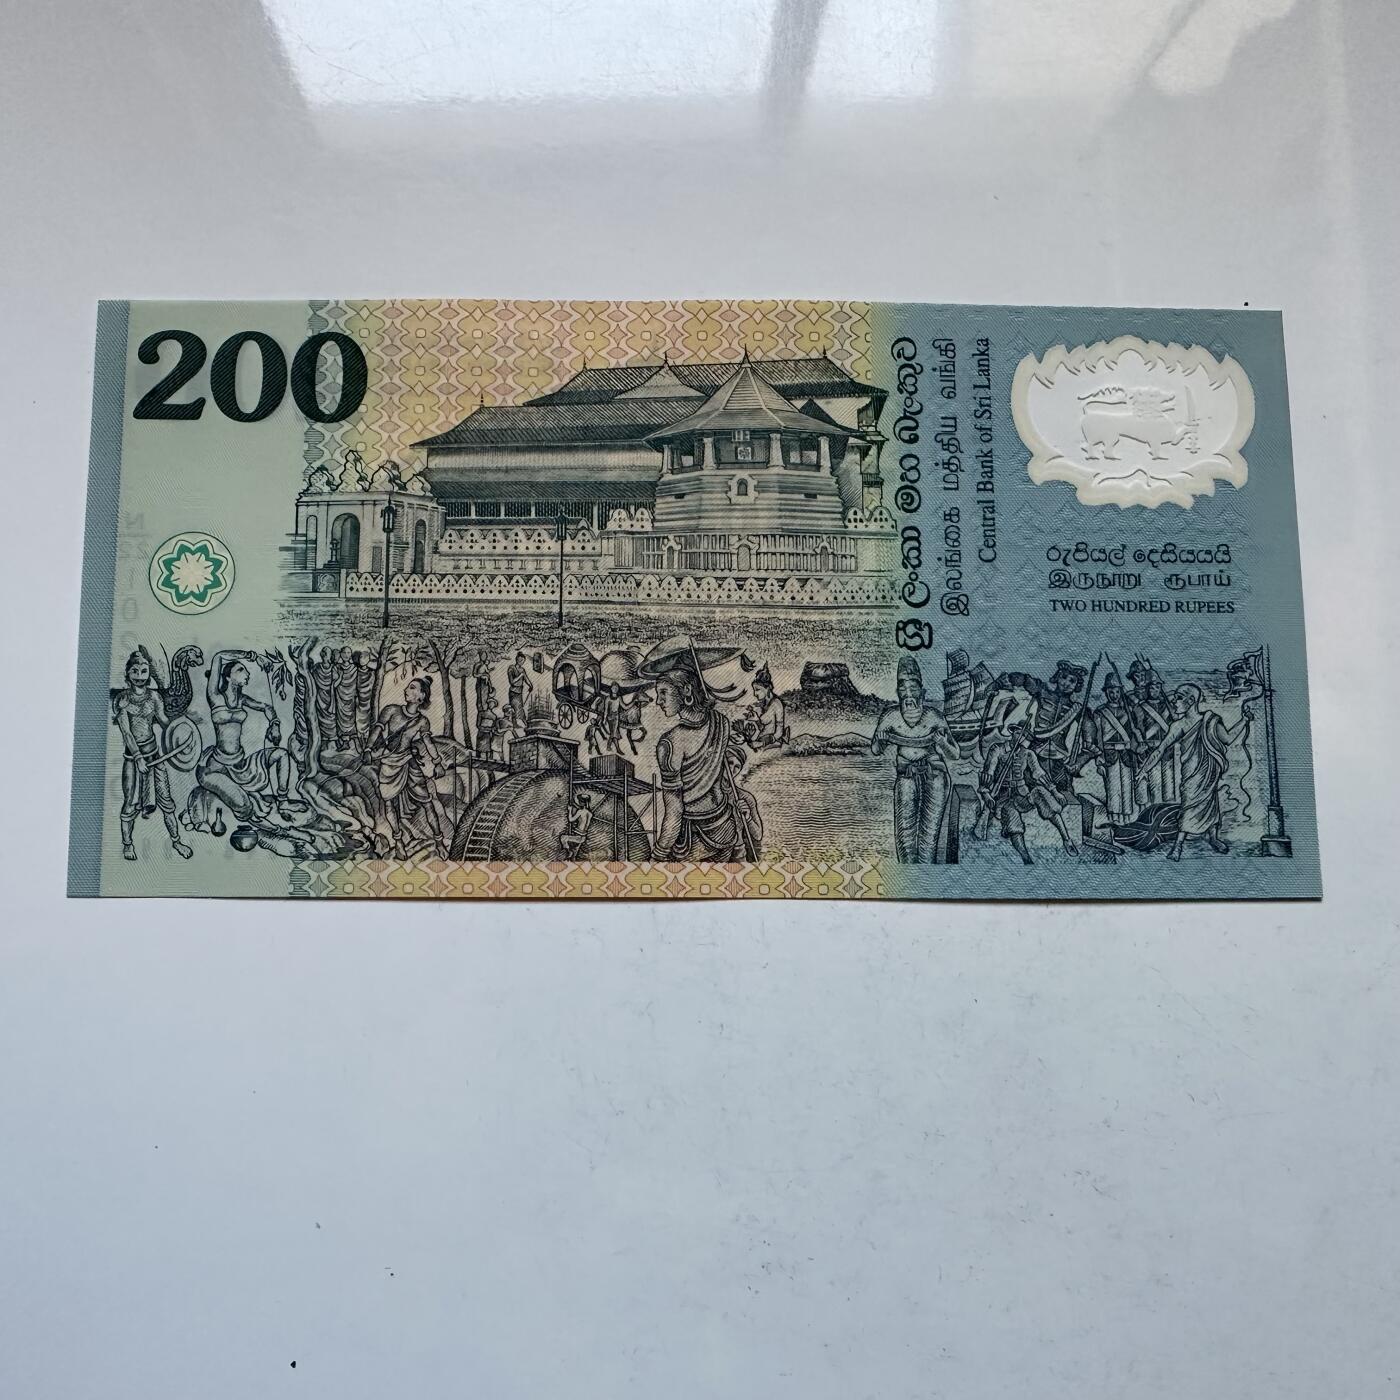 200
ශ්‍රී ලංකා මහ බැංකුව
இலங்கை மத்திய வங்கி
Central Bank of Sri Lanka
රුපියල් දෙසියයයි
இருநூறு ரூபாய்
TWO HUNDRED RUPEES